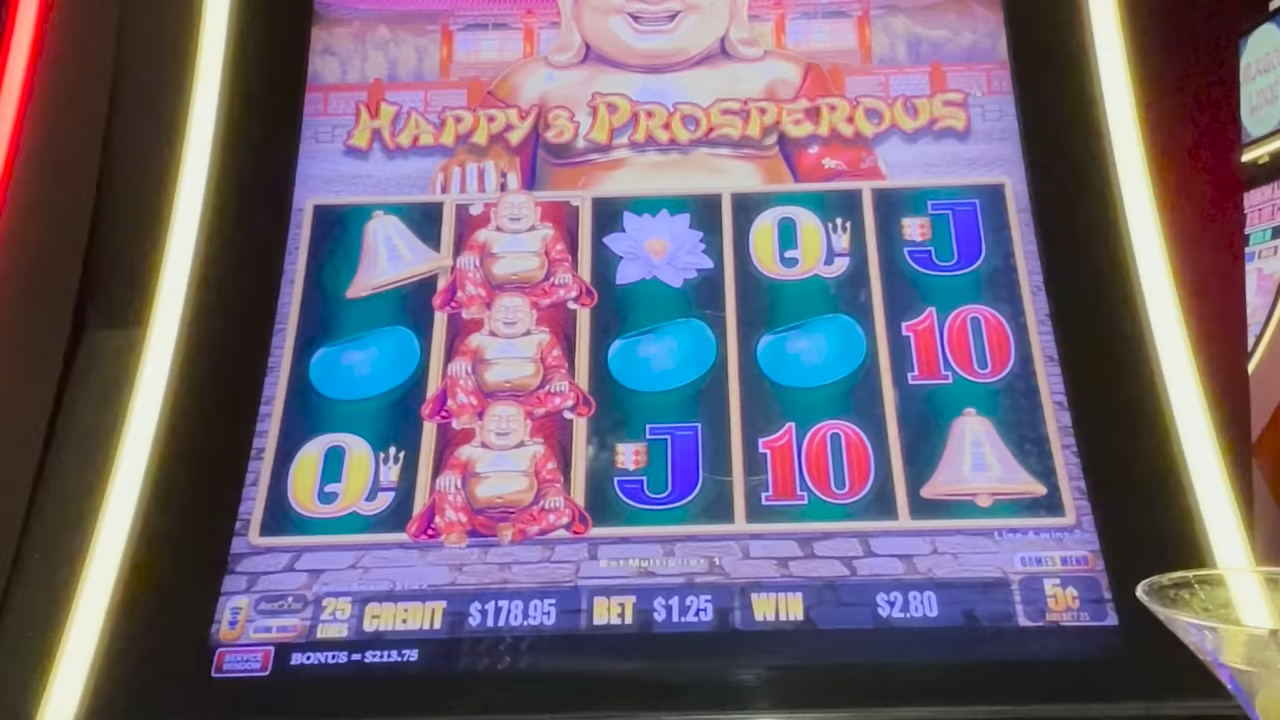 HAPPY & PROSPEROUS
Q J
10
Q J 10
Bet Multiplier 1
GAMES MENU
25 LINES CREDIT $178.95 BET $1.25 WIN $2.80 5¢
SERVICE WINDOW
BONUS = $213.75